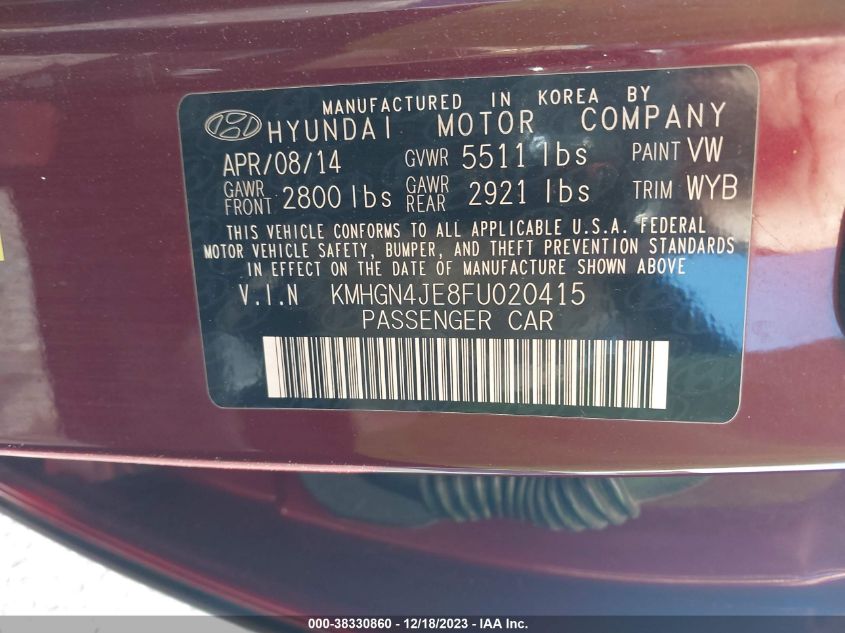 MANUFACTURED IN KOREA BY
HYUNDAI MOTOR COMPANY
APR/08/14 GVWR 5511 lbs PAINT VW
GAWR FRONT 2800 lbs GAWR REAR 2921 lbs TRIM WYB
THIS VEHICLE CONFORMS TO ALL APPLICABLE U.S.A. FEDERAL
MOTOR VEHICLE SAFETY, BUMPER, AND THEFT PREVENTION STANDARDS
IN EFFECT ON THE DATE OF MANUFACTURE SHOWN ABOVE
V.I.N KMHGN4JE8FU020415
PASSENGER CAR
000-38330860 - 12/18/2023 - IAA Inc.